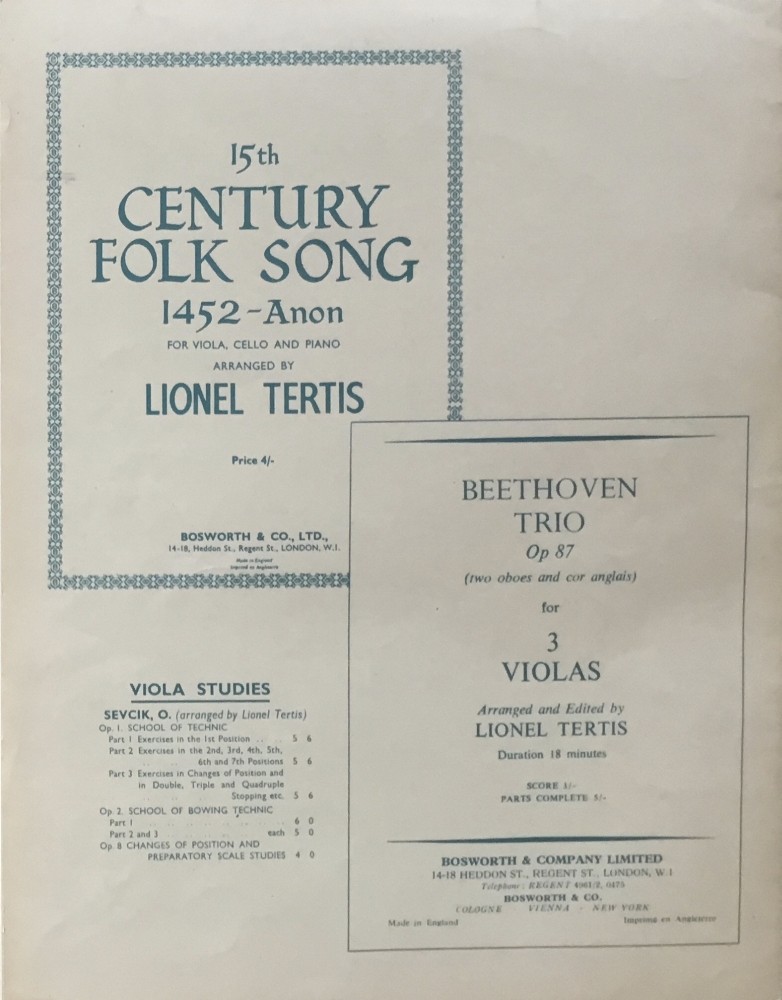 15th
CENTURY
FOLK SONG
1452-Anon
FOR VIOLA, CELLO AND PIANO
ARRANGED BY
LIONEL TERTIS
Price 4/-
BOSWORTH & CO., LTD.,
14-18, Heddon St., Regent St., LONDON, W.1.
Made in England
Imprimé en Angleterre
VIOLA STUDIES
SEVCIK, O. (arranged by Lionel Tertis)
Op. 1. SCHOOL OF TECHNIC
Part 1 Exercises in the 1st Position .. .. 5 6
Part 2 Exercises in the 2nd, 3rd, 4th, 5th,
6th and 7th Positions 5 6
Part 3 Exercises in Changes of Position and
in Double, Triple and Quadruple
Stopping etc. 5 6
Op. 2. SCHOOL OF BOWING TECHNIC
Part 1 .. .. .. .. 6 0
Part 2 and 3 .. .. each 5 0
Op. 8 CHANGES OF POSITION AND
PREPARATORY SCALE STUDIES 4 0
BEETHOVEN
TRIO
Op 87
(two oboes and cor anglais)
for
3
VIOLAS
Arranged and Edited by
LIONEL TERTIS
Duration 18 minutes
SCORE 1/-
PARTS COMPLETE 5/-
BOSWORTH & COMPANY LIMITED
14-18 HEDDON ST., REGENT ST., LONDON, W.1
Telephone: REGENT 4961/2, 0475
BOSWORTH & CO.
COLOGNE VIENNA - NEW YORK
Made in England
Imprimé en Angleterre